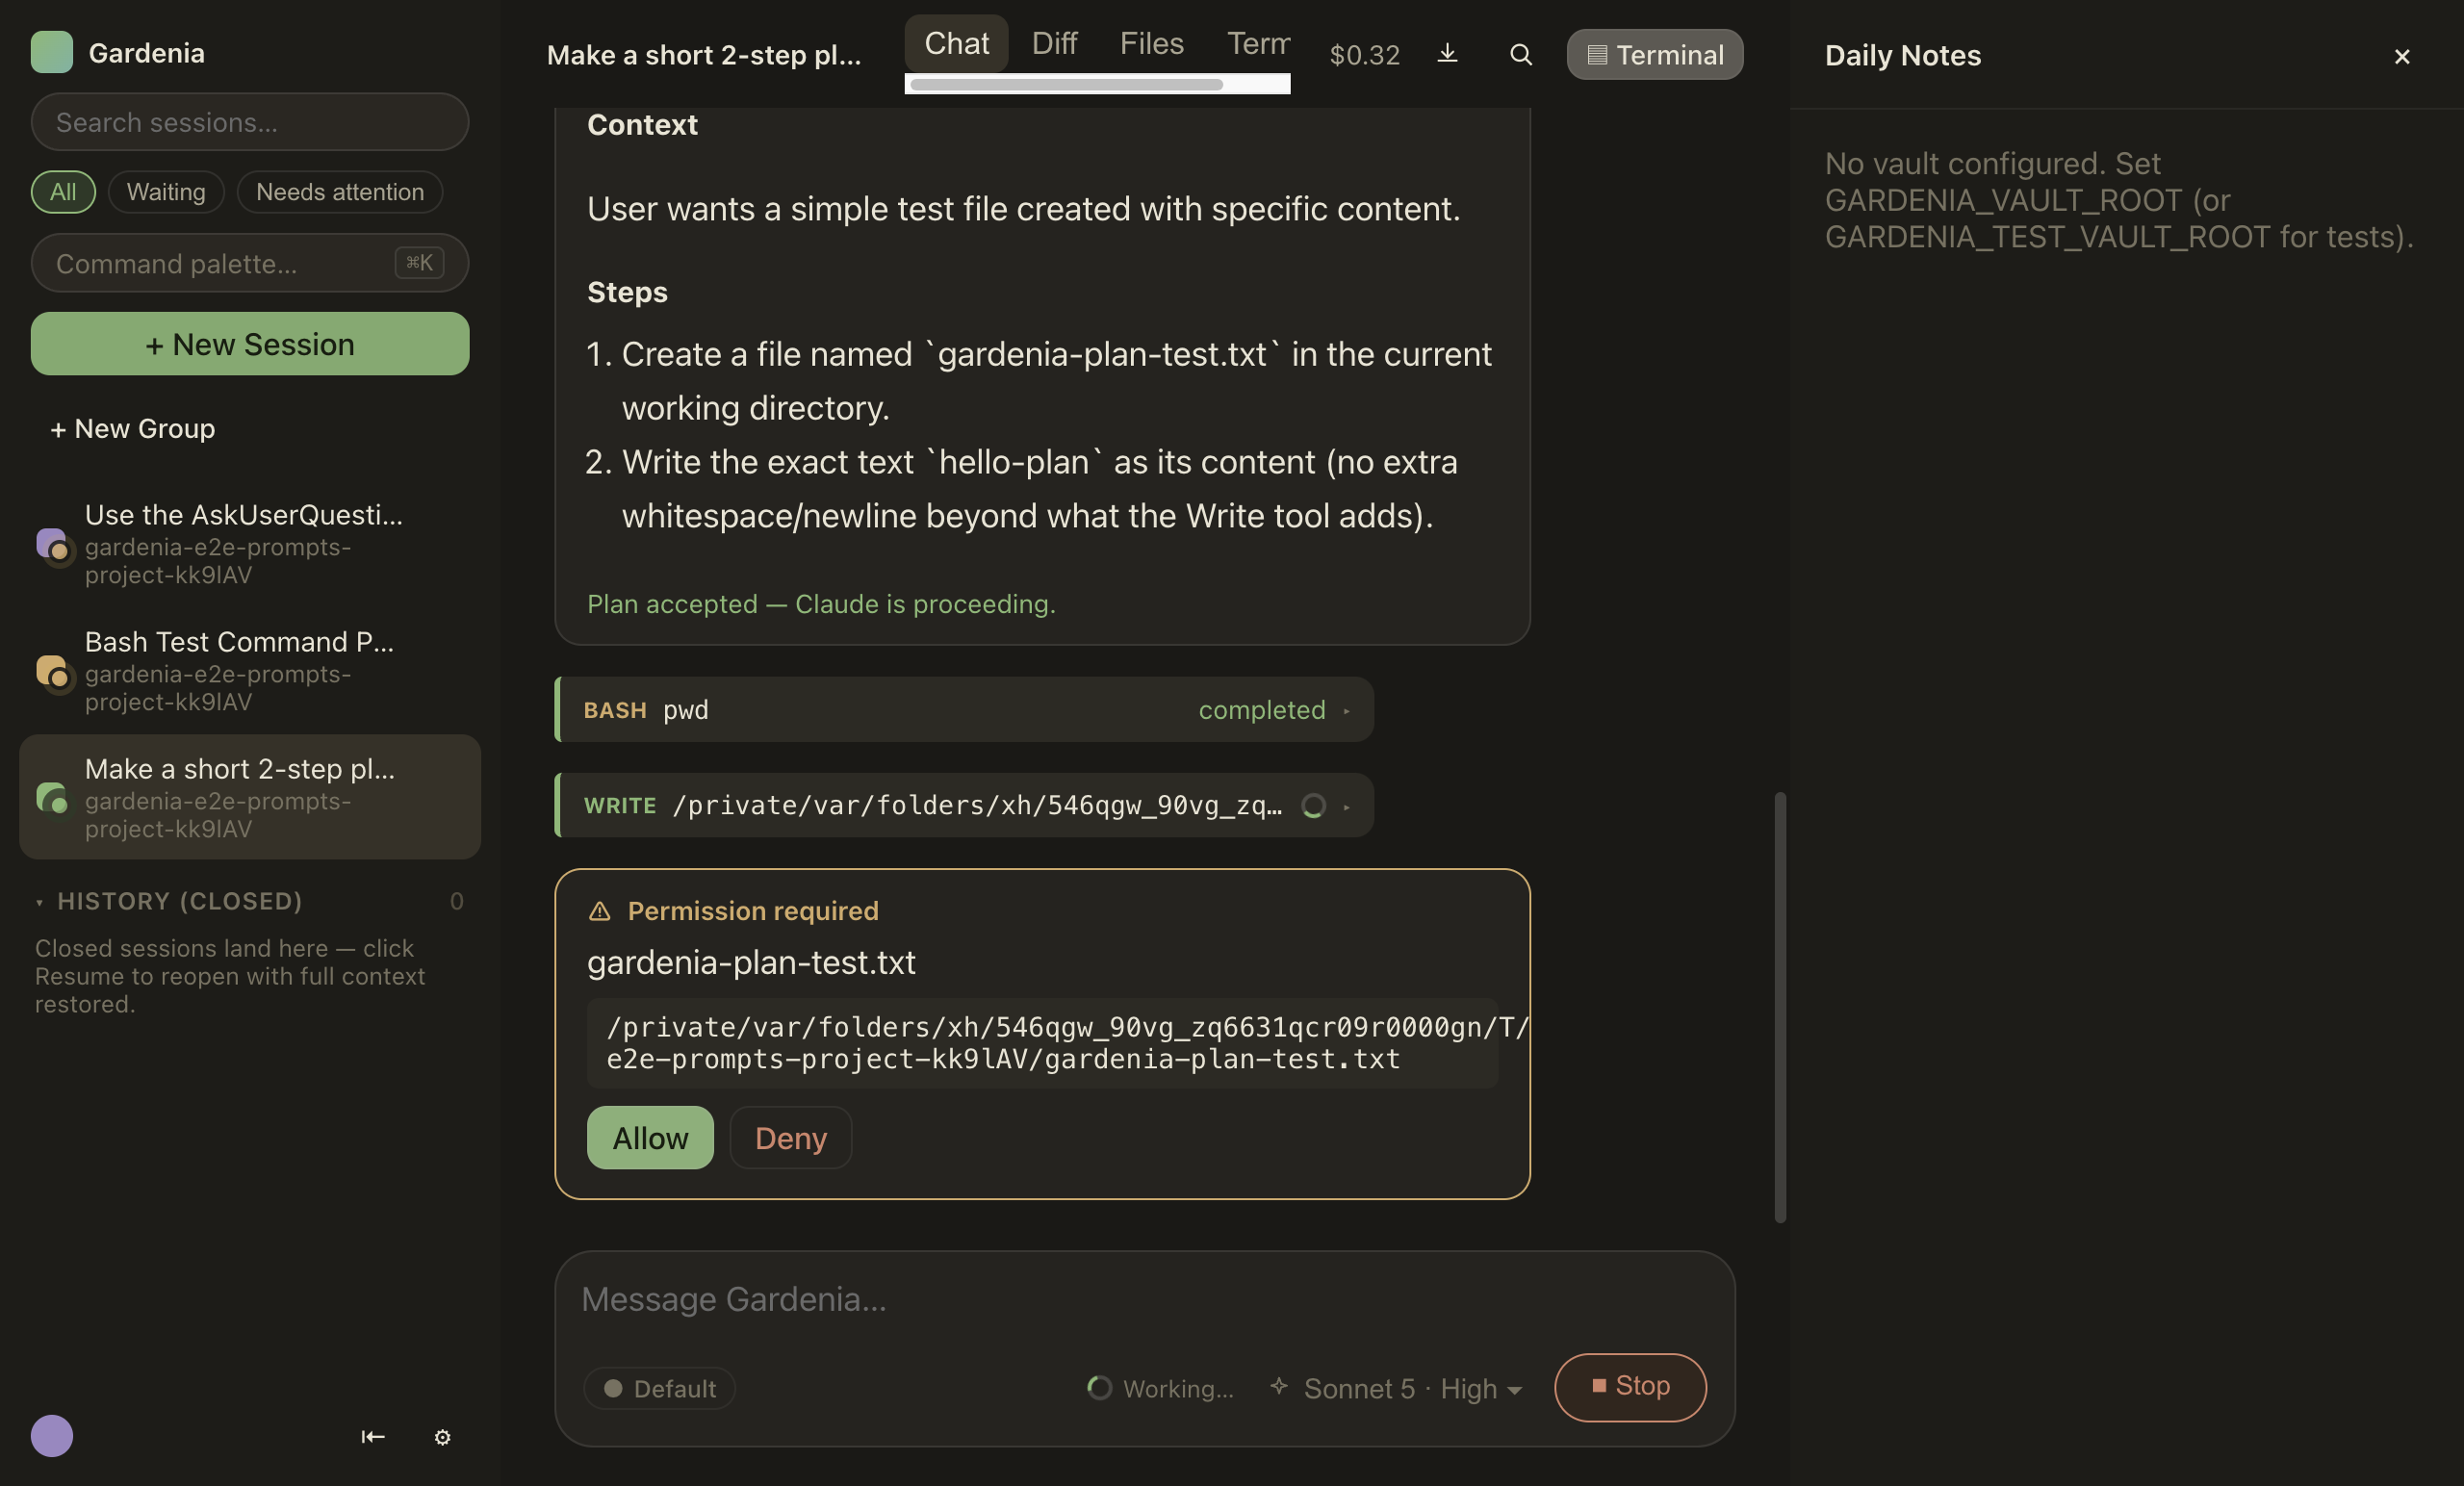 Gardenia
Search sessions...
All
Waiting
Needs attention
Command palette...
⌘K
+ New Session
+ New Group
Use the AskUserQuesti...
gardenia-e2e-prompts-
project-kk9lAV
Bash Test Command P...
gardenia-e2e-prompts-
project-kk9lAV
Make a short 2-step pl...
gardenia-e2e-prompts-
project-kk9lAV
HISTORY (CLOSED)
0
Closed sessions land here — click
Resume to reopen with full context
restored.
Make a short 2-step pl...
Chat
Diff
Files
Term
$0.32
Terminal
Context
User wants a simple test file created with specific content.
Steps
1. Create a file named `gardenia-plan-test.txt` in the current
working directory.
2. Write the exact text `hello-plan` as its content (no extra
whitespace/newline beyond what the Write tool adds).
Plan accepted — Claude is proceeding.
BASH pwd completed
WRITE /private/var/folders/xh/546qgw_90vg_zq...
Permission required
gardenia-plan-test.txt
/private/var/folders/xh/546qgw_90vg_zq6631qcr09r0000gn/T/
e2e-prompts-project-kk9lAV/gardenia-plan-test.txt
Allow
Deny
Message Gardenia...
Default
Working...
Sonnet 5 · High
Stop
Daily Notes
No vault configured. Set
GARDENIA_VAULT_ROOT (or
GARDENIA_TEST_VAULT_ROOT for tests).